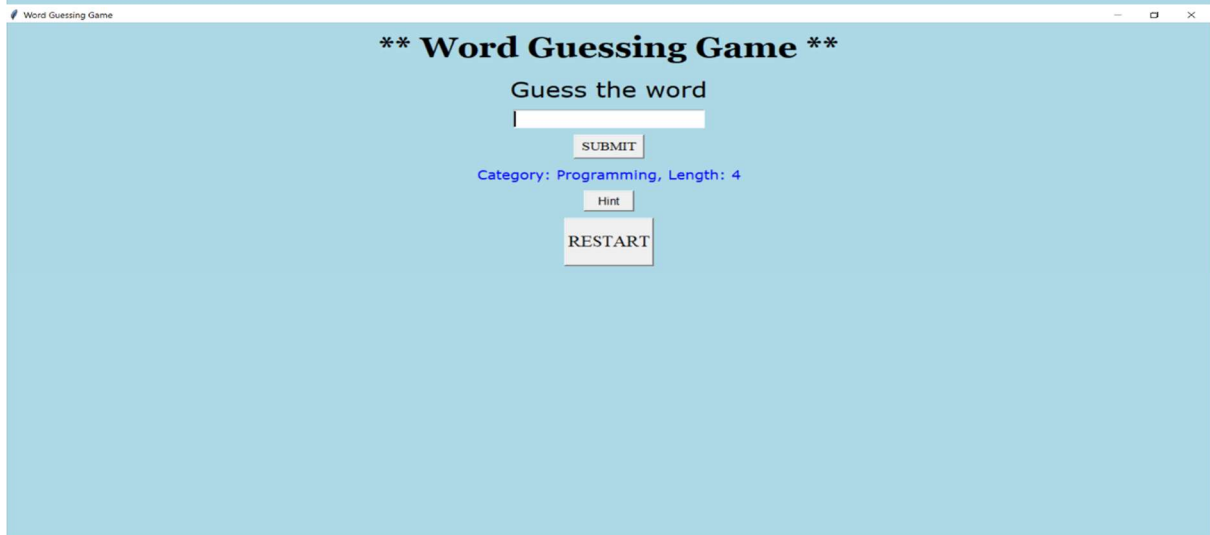 Word Guessing Game
** Word Guessing Game **
Guess the word
SUBMIT
Category: Programming, Length: 4
Hint
RESTART